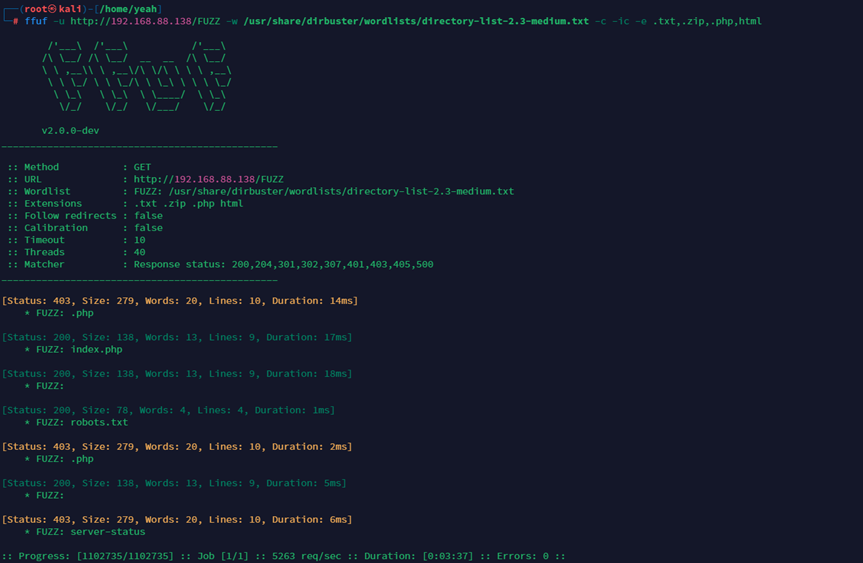 ┌──(root㉿kali)-[/home/yeah]
└─# ffuf -u http://192.168.88.138/FUZZ -w /usr/share/dirbuster/wordlists/directory-list-2.3-medium.txt -c -ic -e .txt,.zip,.php,html
/'___\  /'___\           /'___\
/\ \__/ /\ \__/  __  __  /\ \__/
\ \ ,__\\ \ ,__\/\ \/\ \ \ \ ,__\
\ \ \_/ \ \ \_/\ \ \_\ \ \ \ \_/
\ \_\   \ \_\  \ \____/  \ \_\
\/_/    \/_/   \/___/    \/_/
v2.0.0-dev
________________________________________________
:: Method           : GET
:: URL              : http://192.168.88.138/FUZZ
:: Wordlist         : FUZZ: /usr/share/dirbuster/wordlists/directory-list-2.3-medium.txt
:: Extensions       : .txt .zip .php html
:: Follow redirects : false
:: Calibration      : false
:: Timeout          : 10
:: Threads          : 40
:: Matcher          : Response status: 200,204,301,302,307,401,403,405,500
________________________________________________
[Status: 403, Size: 279, Words: 20, Lines: 10, Duration: 14ms]
* FUZZ: .php
[Status: 200, Size: 138, Words: 13, Lines: 9, Duration: 17ms]
* FUZZ: index.php
[Status: 200, Size: 138, Words: 13, Lines: 9, Duration: 18ms]
* FUZZ:
[Status: 200, Size: 78, Words: 4, Lines: 4, Duration: 1ms]
* FUZZ: robots.txt
[Status: 403, Size: 279, Words: 20, Lines: 10, Duration: 2ms]
* FUZZ: .php
[Status: 200, Size: 138, Words: 13, Lines: 9, Duration: 5ms]
* FUZZ:
[Status: 403, Size: 279, Words: 20, Lines: 10, Duration: 6ms]
* FUZZ: server-status
:: Progress: [1102735/1102735] :: Job [1/1] :: 5263 req/sec :: Duration: [0:03:37] :: Errors: 0 ::